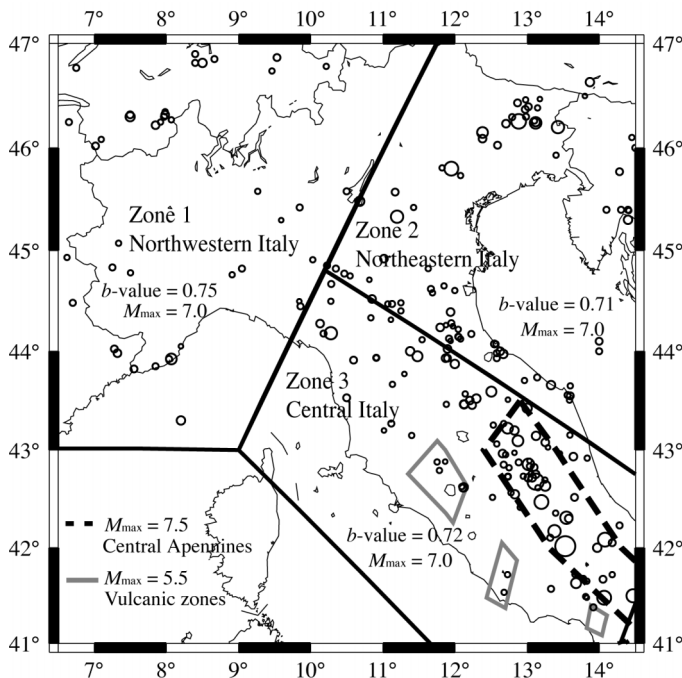 7° 8° 9° 10° 11° 12° 13° 14°
47° 47°
46° 46°
Zone 1
Northwestern Italy
Zone 2
Northeastern Italy
45° 45°
b-value = 0.75
Mmax = 7.0
b-value = 0.71
Mmax = 7.0
44° 44°
Zone 3
Central Italy
43° 43°
Mmax = 7.5
Central Apennines
b-value = 0.72
Mmax = 7.0
42° 42°
Mmax = 5.5
Vulcanic zones
41° 41°
7° 8° 9° 10° 11° 12° 13° 14°